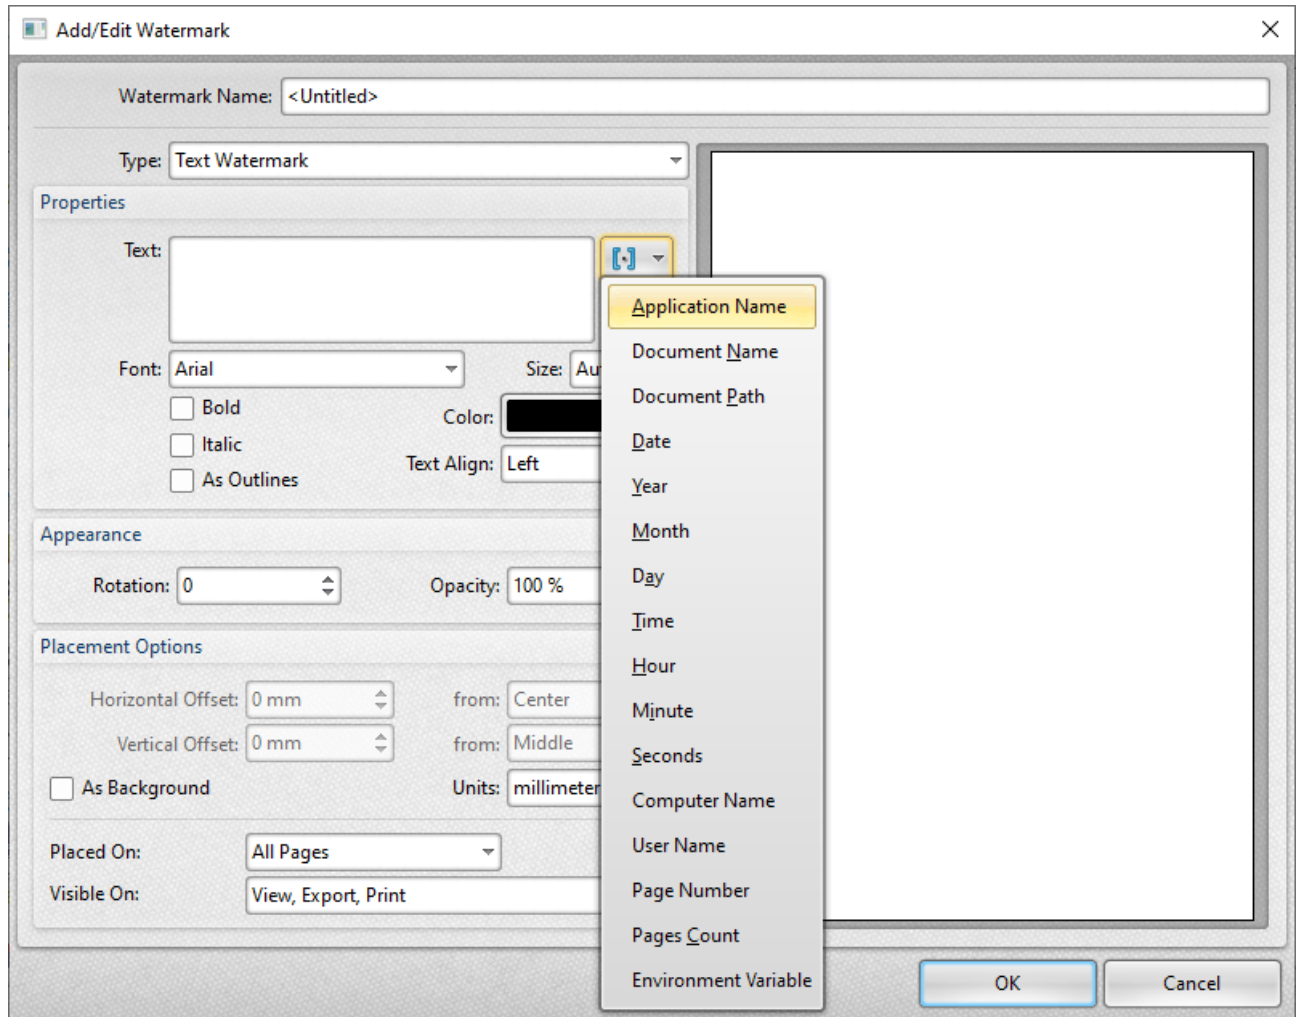 Add/Edit Watermark
Watermark Name: <Untitled>
Type: Text Watermark
Properties
Text:
Font: Arial
Size: Au
Bold
Italic
As Outlines
Color:
Text Align: Left
Appearance
Rotation: 0
Opacity: 100 %
Placement Options
Horizontal Offset: 0 mm
from: Center
Vertical Offset: 0 mm
from: Middle
As Background
Units: millimeter
Placed On: All Pages
Visible On: View, Export, Print
Application Name
Document Name
Document Path
Date
Year
Month
Day
Time
Hour
Minute
Seconds
Computer Name
User Name
Page Number
Pages Count
Environment Variable
OK
Cancel